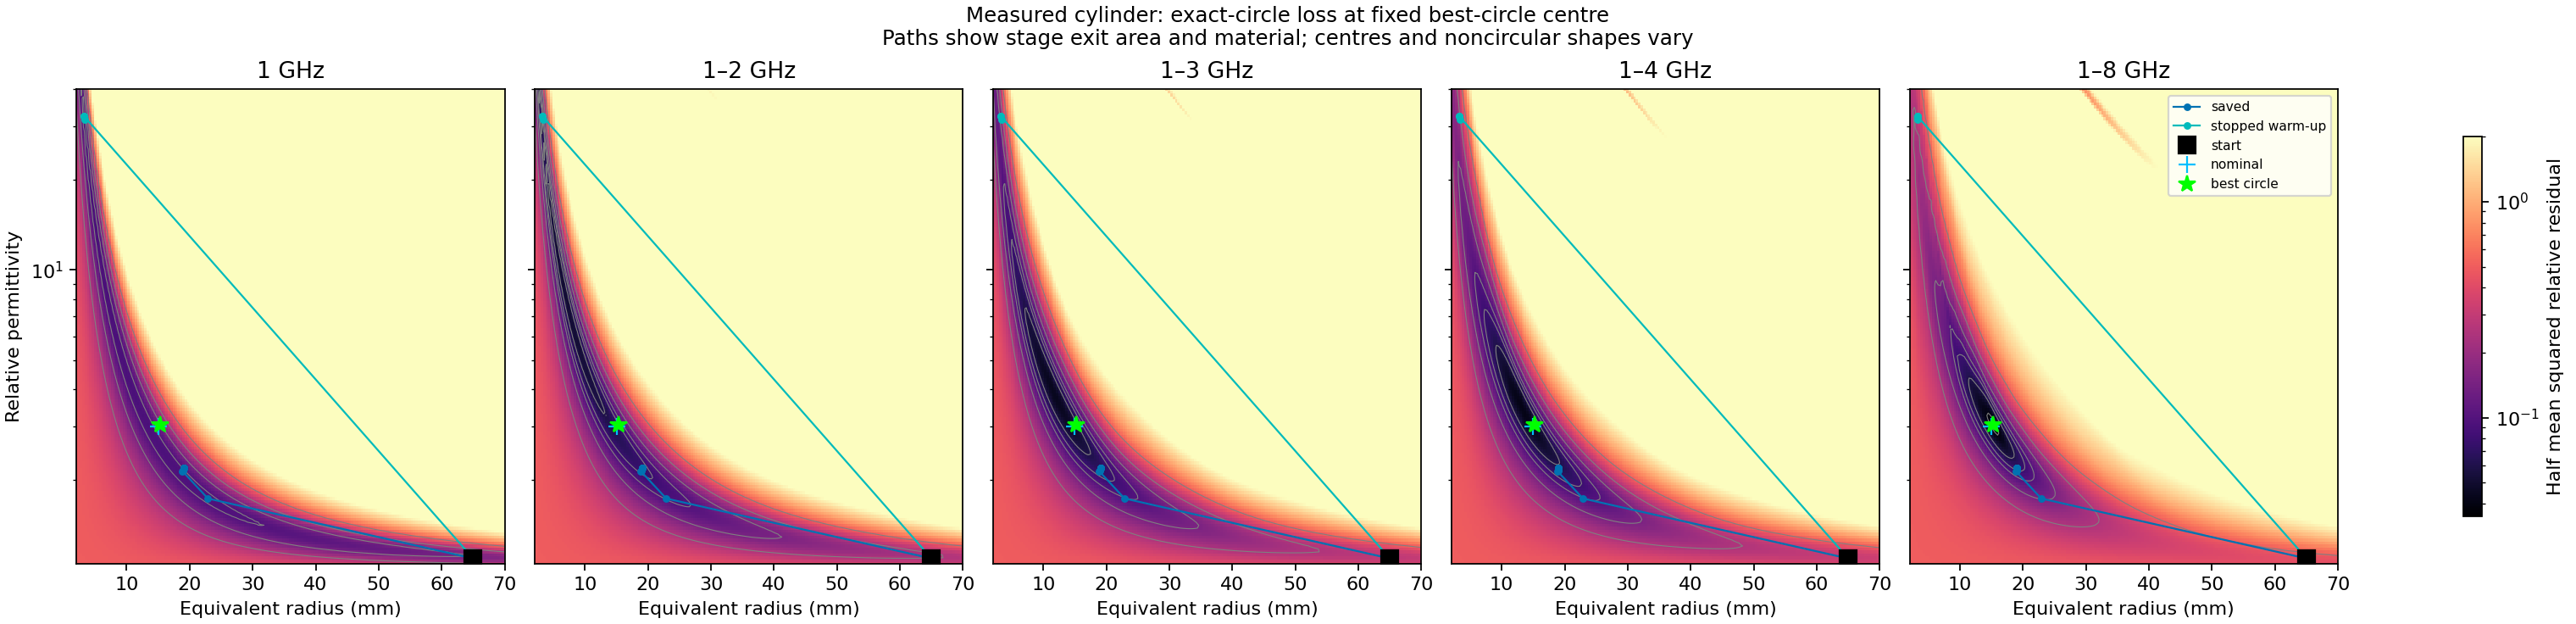 Measured cylinder: exact-circle loss at fixed best-circle centre
Paths show stage exit area and material; centres and noncircular shapes vary
1 GHz
1–2 GHz
1–3 GHz
1–4 GHz
1–8 GHz
Relative permittivity
10¹
saved
stopped warm-up
start
nominal
best circle
10⁰
10⁻¹
Half mean squared relative residual
10 20 30 40 50 60 70
10 20 30 40 50 60 70
10 20 30 40 50 60 70
10 20 30 40 50 60 70
10 20 30 40 50 60 70
Equivalent radius (mm)
Equivalent radius (mm)
Equivalent radius (mm)
Equivalent radius (mm)
Equivalent radius (mm)